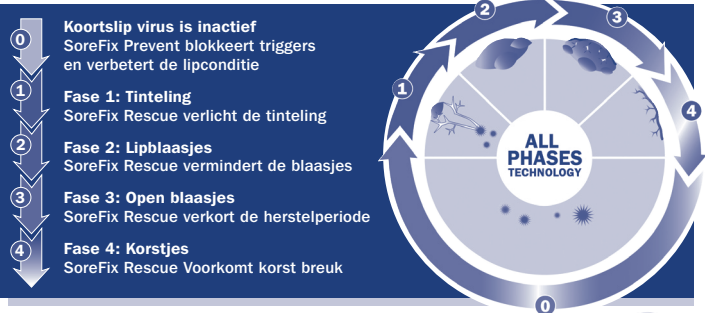 0
Koortslip virus is inactief
SoreFix Prevent blokkeert triggers
en verbetert de lipconditie
1
Fase 1: Tinteling
SoreFix Rescue verlicht de tinteling
2
Fase 2: Lipblaasjes
SoreFix Rescue vermindert de blaasjes
3
Fase 3: Open blaasjes
SoreFix Rescue verkort de herstelperiode
4
Fase 4: Korstjes
SoreFix Rescue Voorkomt korst breuk
1
2
3
4
0
ALL
PHASES
TECHNOLOGY